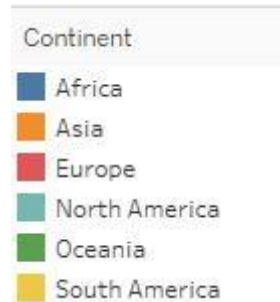 Continent
Africa
Asia
Europe
North America
Oceania
South America